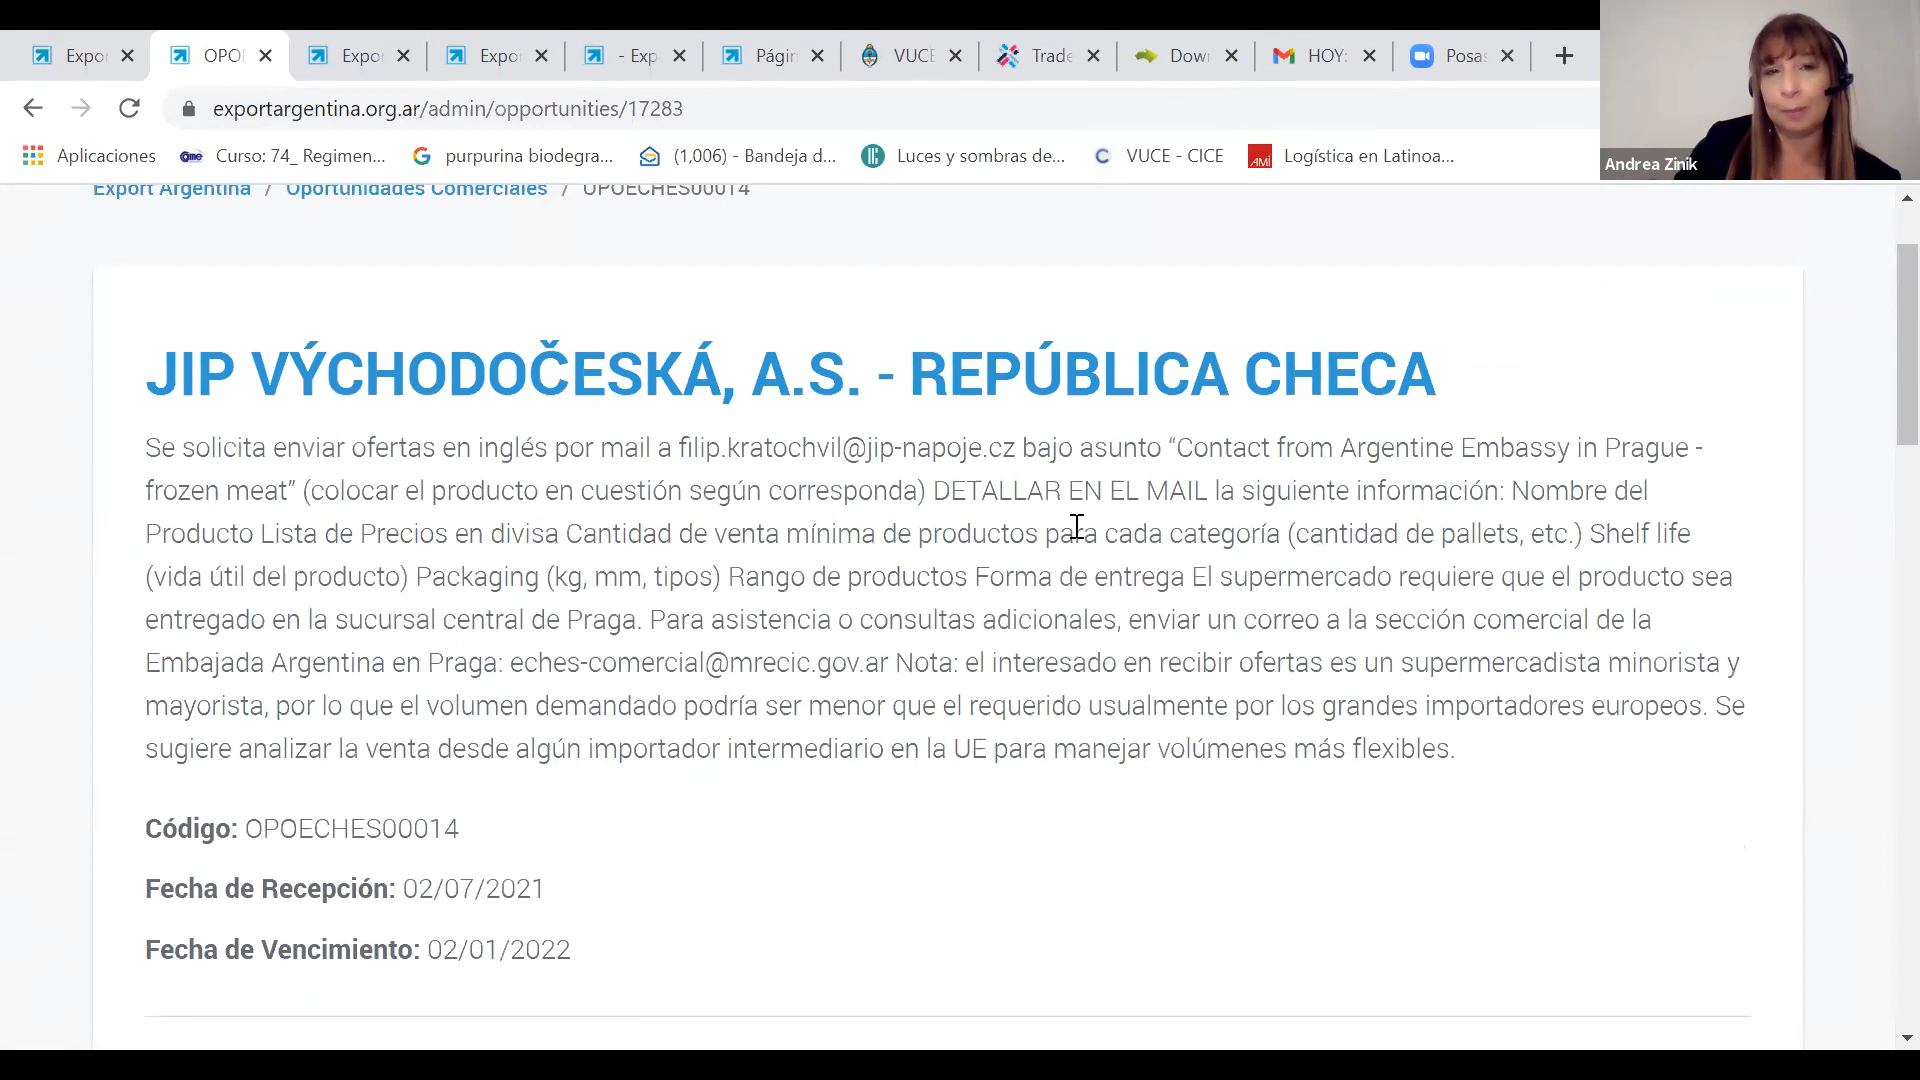 Expo
OPOE
Expo
Expo
- Exp
Págin
VUCE
Trade
Dow
HOY:
Posas
exportargentina.org.ar/admin/opportunities/17283
Aplicaciones
Curso: 74_ Regimen...
purpurina biodegra...
(1,006) - Bandeja d...
Luces y sombras de...
VUCE - CICE
Logística en Latinoa...
Andrea Zinik
Export Argentina / Oportunidades Comerciales / OPOECHES00014
JIP VÝCHODOČESKÁ, A.S. - REPÚBLICA CHECA
Se solicita enviar ofertas en inglés por mail a filip.kratochvil@jip-napoje.cz bajo asunto “Contact from Argentine Embassy in Prague -
frozen meat” (colocar el producto en cuestión según corresponda) DETALLAR EN EL MAIL la siguiente información: Nombre del
Producto Lista de Precios en divisa Cantidad de venta mínima de productos para cada categoría (cantidad de pallets, etc.) Shelf life
(vida útil del producto) Packaging (kg, mm, tipos) Rango de productos Forma de entrega El supermercado requiere que el producto sea
entregado en la sucursal central de Praga. Para asistencia o consultas adicionales, enviar un correo a la sección comercial de la
Embajada Argentina en Praga: eches-comercial@mrecic.gov.ar Nota: el interesado en recibir ofertas es un supermercadista minorista y
mayorista, por lo que el volumen demandado podría ser menor que el requerido usualmente por los grandes importadores europeos. Se
sugiere analizar la venta desde algún importador intermediario en la UE para manejar volúmenes más flexibles.
Código: OPOECHES00014
Fecha de Recepción: 02/07/2021
Fecha de Vencimiento: 02/01/2022